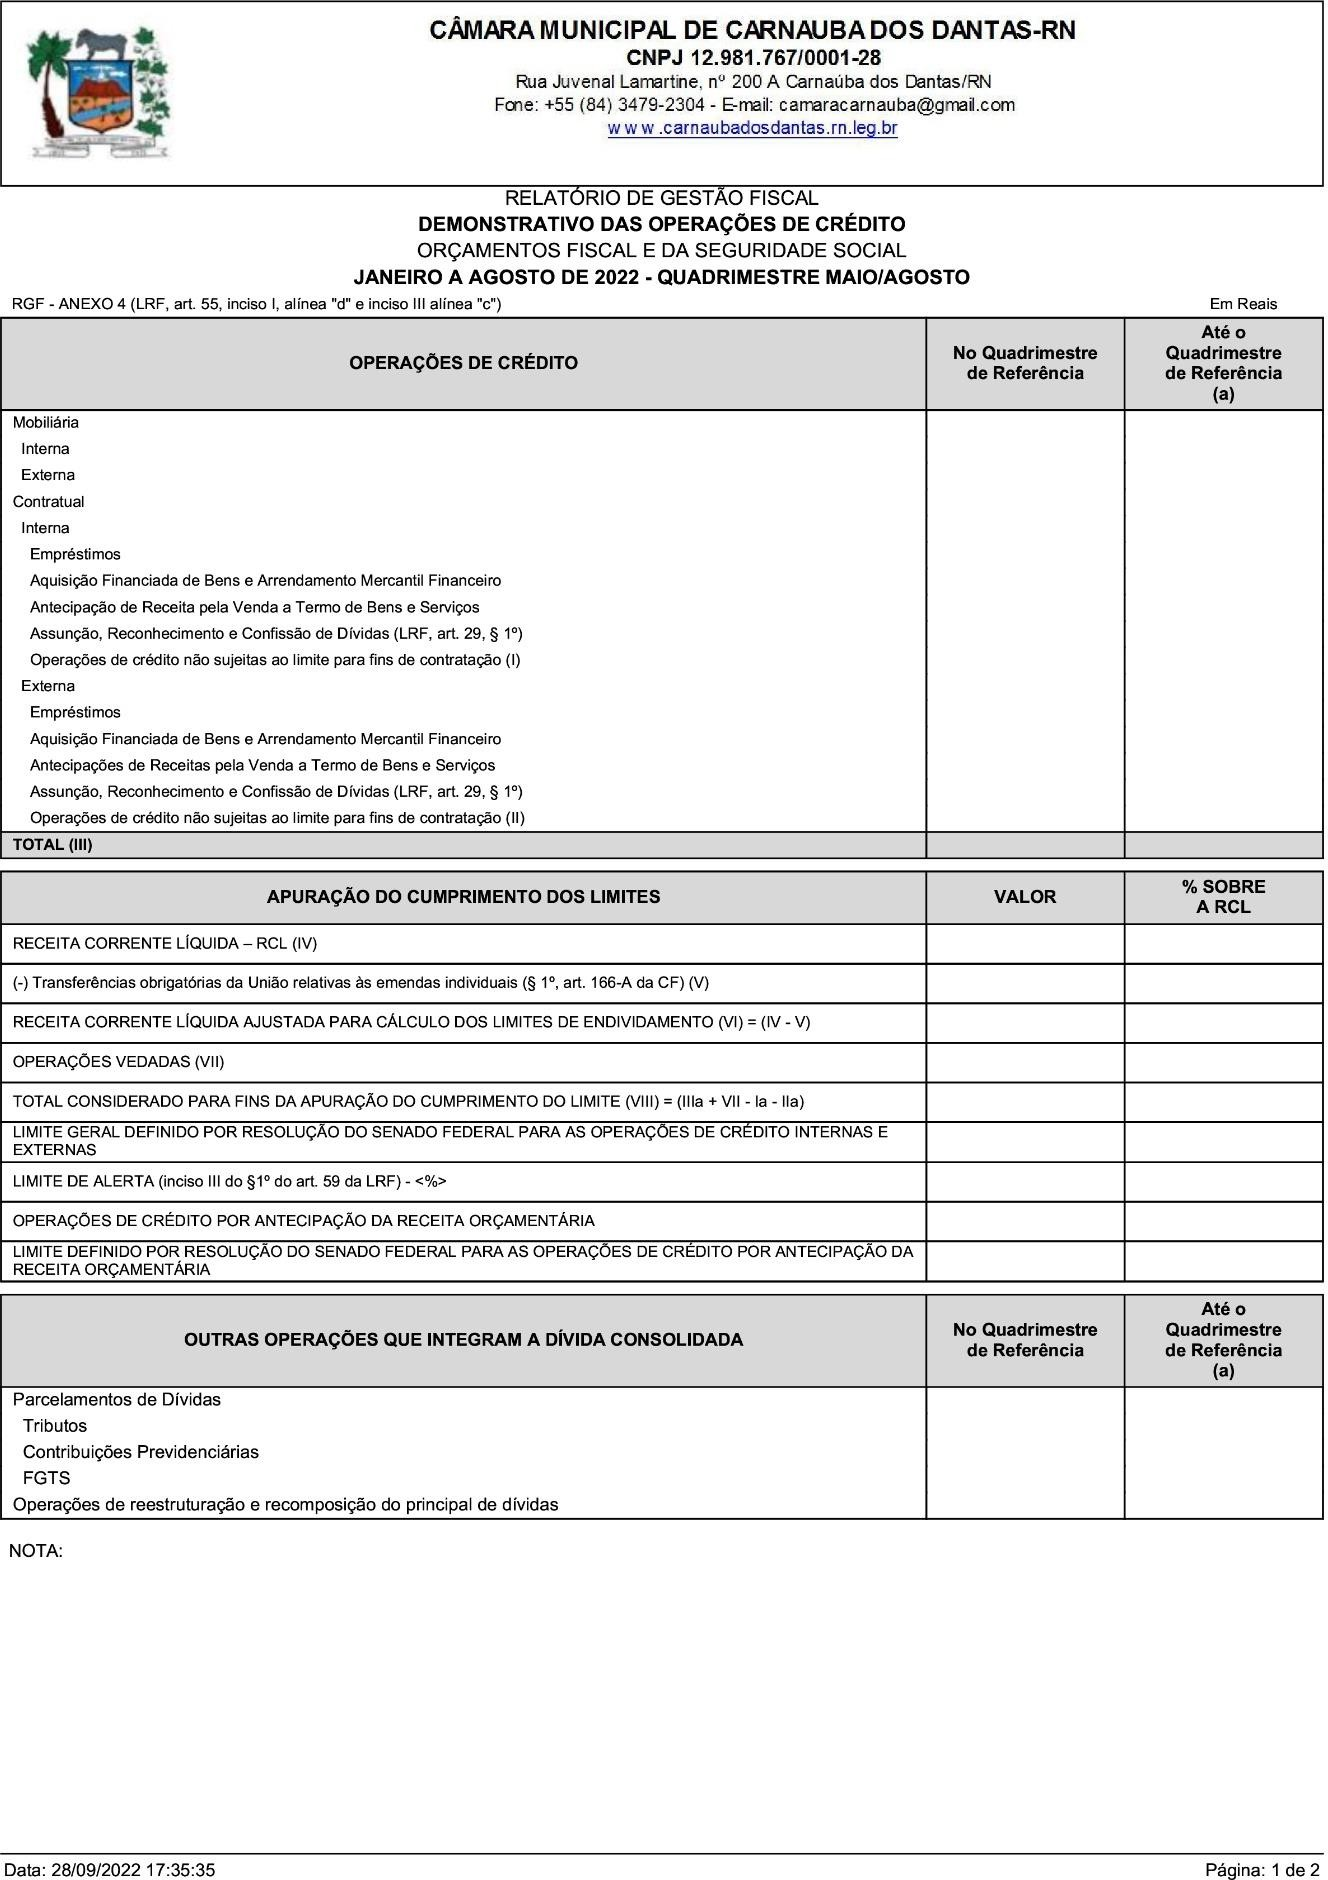 CÂMARA MUNICIPAL DE CARNAUBA DOS DANTAS-RN
CNPJ 12.981.767/0001-28
Rua Juvenal Lamartine, nº 200 A Carnaúba dos Dantas/RN
Fone: +55 (84) 3479-2304 - E-mail: camaracarnauba@gmail.com
www.carnaubadosdantas.rn.leg.br
RELATÓRIO DE GESTÃO FISCAL
DEMONSTRATIVO DAS OPERAÇÕES DE CRÉDITO
ORÇAMENTOS FISCAL E DA SEGURIDADE SOCIAL
JANEIRO A AGOSTO DE 2022 - QUADRIMESTRE MAIO/AGOSTO
RGF - ANEXO 4 (LRF, art. 55, inciso I, alínea "d" e inciso III alínea "c") Em Reais
OPERAÇÕES DE CRÉDITO
No Quadrimestre
de Referência
Até o
Quadrimestre
de Referência
(a)
Mobiliária
Interna
Externa
Contratual
Interna
Empréstimos
Aquisição Financiada de Bens e Arrendamento Mercantil Financeiro
Antecipação de Receita pela Venda a Termo de Bens e Serviços
Assunção, Reconhecimento e Confissão de Dívidas (LRF, art. 29, § 1º)
Operações de crédito não sujeitas ao limite para fins de contratação (I)
Externa
Empréstimos
Aquisição Financiada de Bens e Arrendamento Mercantil Financeiro
Antecipações de Receitas pela Venda a Termo de Bens e Serviços
Assunção, Reconhecimento e Confissão de Dívidas (LRF, art. 29, § 1º)
Operações de crédito não sujeitas ao limite para fins de contratação (II)
TOTAL (III)
APURAÇÃO DO CUMPRIMENTO DOS LIMITES
VALOR
% SOBRE
A RCL
RECEITA CORRENTE LÍQUIDA – RCL (IV)
(-) Transferências obrigatórias da União relativas às emendas individuais (§ 1º, art. 166-A da CF) (V)
RECEITA CORRENTE LÍQUIDA AJUSTADA PARA CÁLCULO DOS LIMITES DE ENDIVIDAMENTO (VI) = (IV - V)
OPERAÇÕES VEDADAS (VII)
TOTAL CONSIDERADO PARA FINS DA APURAÇÃO DO CUMPRIMENTO DO LIMITE (VIII) = (IIIa + VII - Ia - IIa)
LIMITE GERAL DEFINIDO POR RESOLUÇÃO DO SENADO FEDERAL PARA AS OPERAÇÕES DE CRÉDITO INTERNAS E
EXTERNAS
LIMITE DE ALERTA (inciso III do §1º do art. 59 da LRF) - <%>
OPERAÇÕES DE CRÉDITO POR ANTECIPAÇÃO DA RECEITA ORÇAMENTÁRIA
LIMITE DEFINIDO POR RESOLUÇÃO DO SENADO FEDERAL PARA AS OPERAÇÕES DE CRÉDITO POR ANTECIPAÇÃO DA
RECEITA ORÇAMENTÁRIA
OUTRAS OPERAÇÕES QUE INTEGRAM A DÍVIDA CONSOLIDADA
No Quadrimestre
de Referência
Até o
Quadrimestre
de Referência
(a)
Parcelamentos de Dívidas
Tributos
Contribuições Previdenciárias
FGTS
Operações de reestruturação e recomposição do principal de dívidas
NOTA:
Data: 28/09/2022 17:35:35 Página: 1 de 2